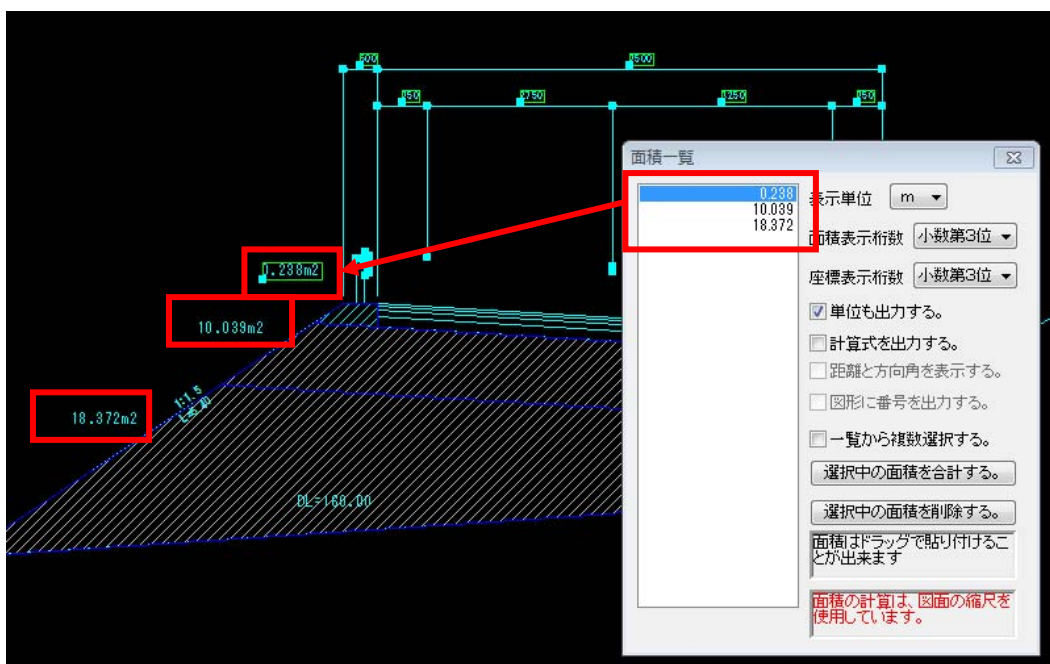 500
8500
2750
3250
面積一覧
0.238
10.039
18.372
表示単位 m
面積表示桁数 小数第3位
座標表示桁数 小数第3位
単位も出力する。
計算式を出力する。
距離と方向角を表示する。
図形に番号を出力する。
一覧から複数選択する。
選択中の面積を合計する。
選択中の面積を削除する。
面積はドラッグで貼り付けるこ
とが出来ます
面積の計算は、図面の縮尺を
使用しています。
0.238m2
10.039m2
18.372m2
1:1.5
DL=160.00